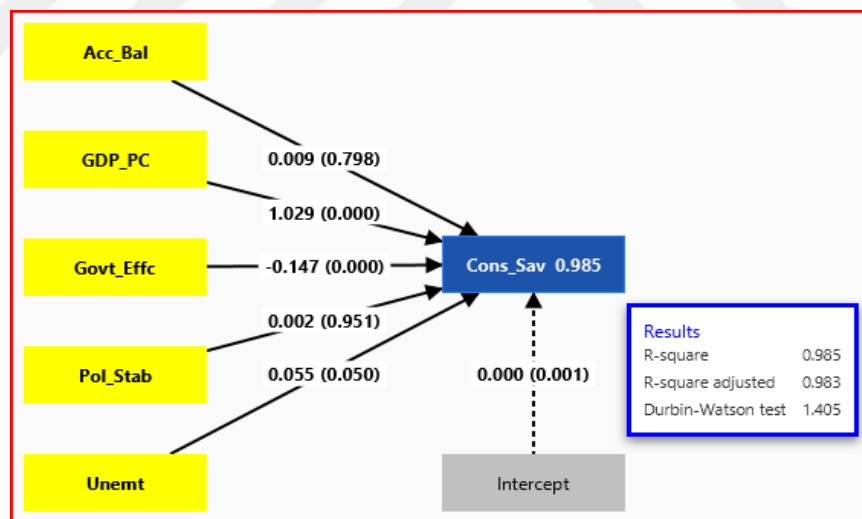 Acc_Bal
0.009 (0.798)
GDP_PC
1.029 (0.000)
Govt_Effc
-0.147 (0.000)
Cons_Sav 0.985
Pol_Stab
0.002 (0.951)
0.055 (0.050)
0.000 (0.001)
Unemt
Intercept
Results
R-square 0.985
R-square adjusted 0.983
Durbin-Watson test 1.405